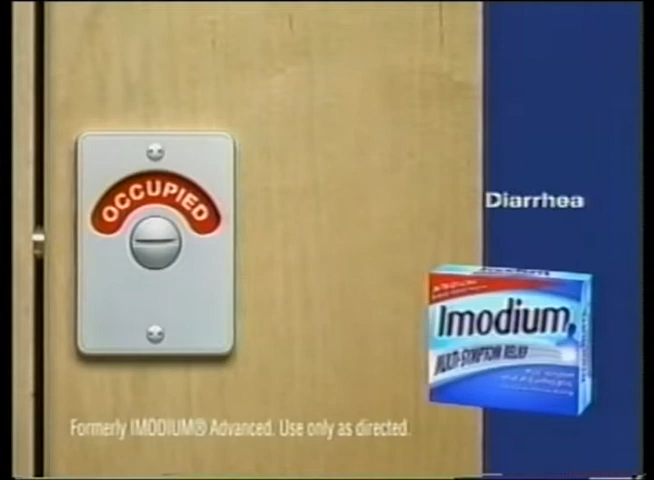 OCCUPIED
Diarrhea
Imodium
MULTI-SYMPTOM RELIEF
Formerly IMODIUM® Advanced. Use only as directed.